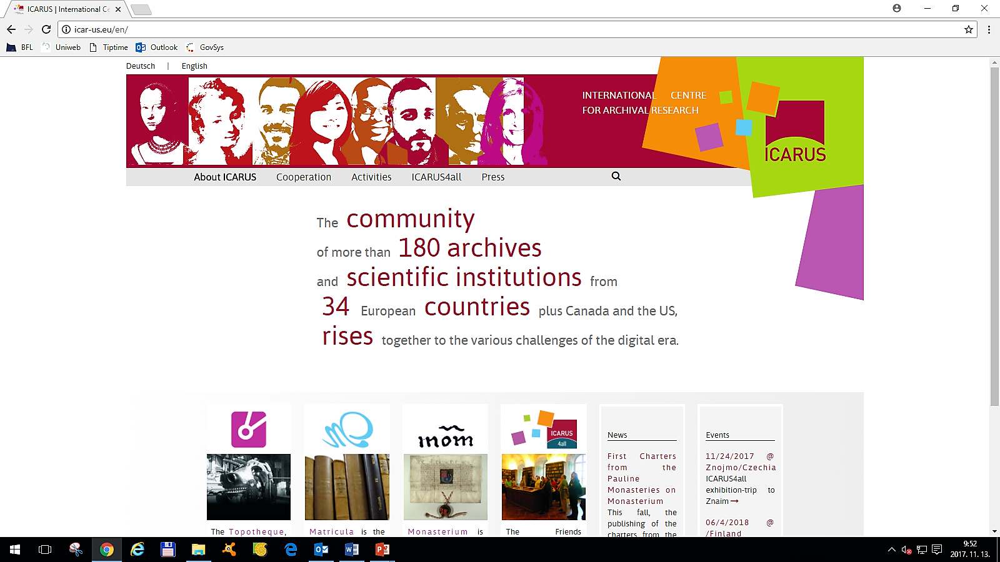 ICARUS | International Ce
icar-us.eu/en/
BFL Uniweb Tiptime Outlook GovSys
Deutsch | English
INTERNATIONAL CENTRE
FOR ARCHIVAL RESEARCH
ICARUS
About ICARUS Cooperation Activities ICARUS4all Press
The community
of more than 180 archives
and scientific institutions from
34 European countries plus Canada and the US,
rises together to the various challenges of the digital era.
mom
ICARUS
4all
The Topotheque,
Matricula is the
Monasterium is
The Friends
News
First Charters
from the
Pauline
Monasteries on
Monasterium
This fall, the
publishing of the
charters from the
Events
11/24/2017 @
Znojmo/Czechia
ICARUS4all
exhibition-trip to
Znaim
06/4/2018 @
/Finland
9:52
2017. 11. 13.